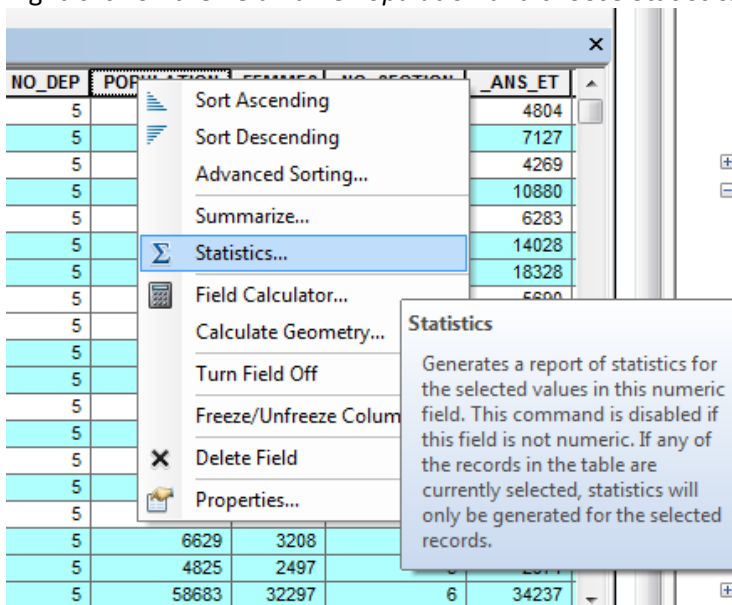 NO_DEP POPULATION _ANS_ET
5 4804
Sort Ascending
5 7127
Sort Descending
5 4269
Advanced Sorting...
5 10880
5 6283
Summarize...
5 14028
Statistics...
5 18328
5
Field Calculator...
5
Calculate Geometry...
5
5
Turn Field Off
5
Freeze/Unfreeze Colum
5
5
Delete Field
5
5
Properties...
Statistics
Generates a report of statistics for
the selected values in this numeric
field. This command is disabled if
this field is not numeric. If any of
the records in the table are
currently selected, statistics will
only be generated for the selected
records.
5 6629 3208
5 4825 2497
5 58683 32297 6 34237